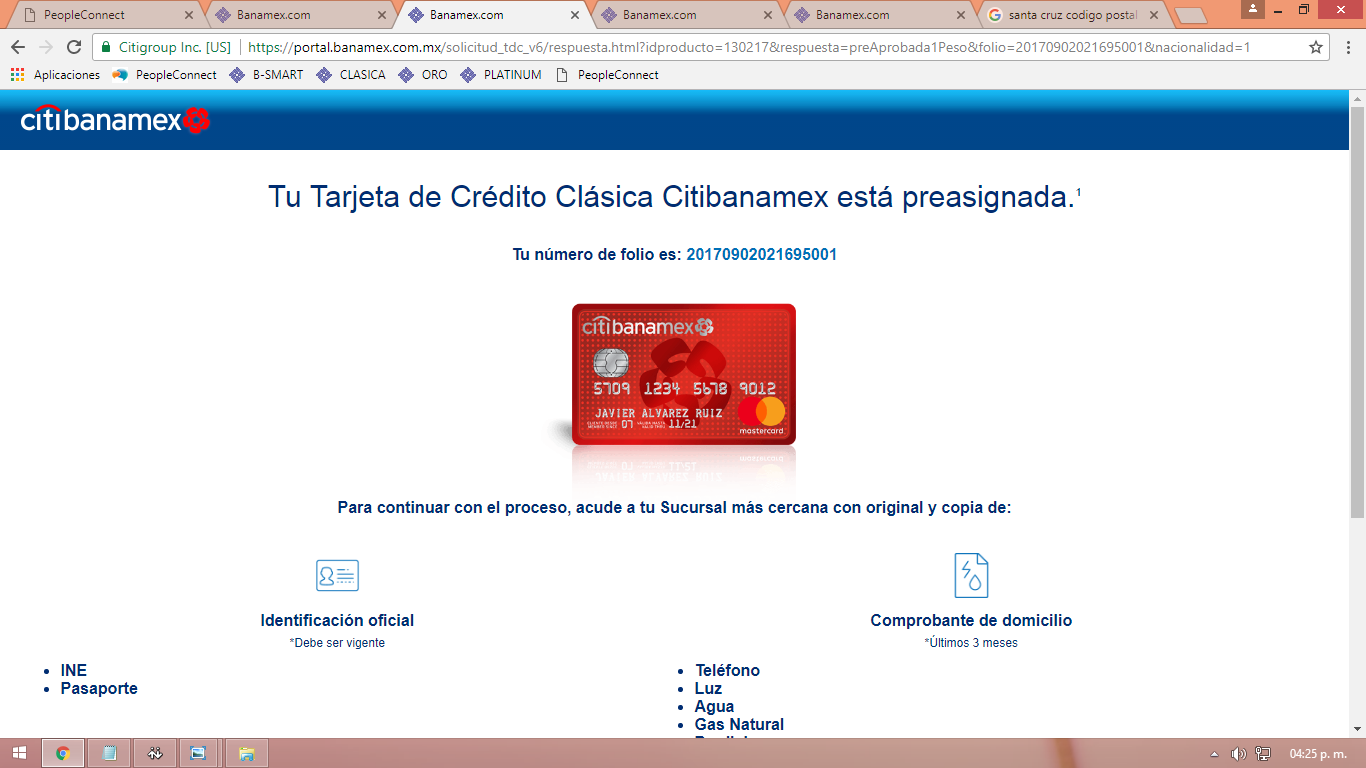 PeopleConnect
Banamex.com
Banamex.com
Banamex.com
Banamex.com
santa cruz codigo postal
Citigroup Inc. [US]
https://portal.banamex.com.mx/solicitud_tdc_v6/respuesta.html?idproducto=130217&respuesta=preAprobada1Peso&folio=20170902021695001&nacionalidad=1
Aplicaciones
PeopleConnect
B-SMART
CLASICA
ORO
PLATINUM
PeopleConnect
citibanamex
Tu Tarjeta de Crédito Clásica Citibanamex está preasignada.¹
Tu número de folio es: 20170902021695001
citibanamex
5709 1234 5678 9012
JAVIER ALVAREZ RUIZ
07
11/21
mastercard
Para continuar con el proceso, acude a tu Sucursal más cercana con original y copia de:
Identificación oficial
*Debe ser vigente
• INE
• Pasaporte
Comprobante de domicilio
*Últimos 3 meses
• Teléfono
• Luz
• Agua
• Gas Natural
04:25 p. m.